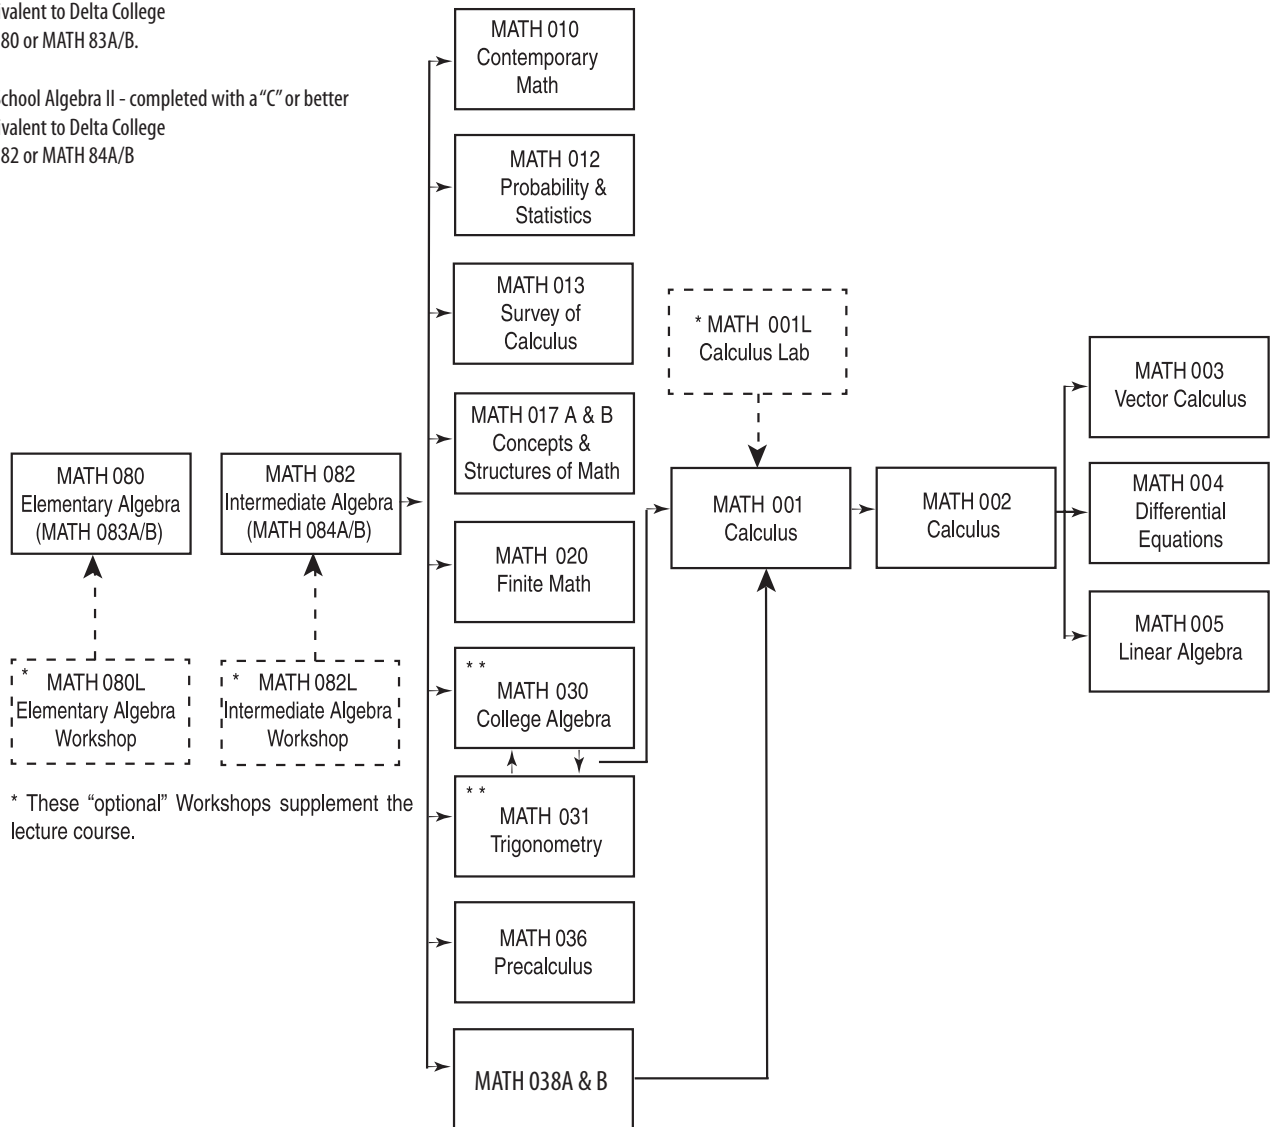 ivalent to Delta College
80 or MATH 83A/B.
School Algebra II - completed with a “C” or better
ivalent to Delta College
82 or MATH 84A/B
MATH 010
Contemporary
Math
MATH 012
Probability &
Statistics
MATH 013
Survey of
Calculus
MATH 017 A & B
Concepts &
Structures of Math
MATH 080
Elementary Algebra
(MATH 083A/B)
MATH 082
Intermediate Algebra
(MATH 084A/B)
MATH 020
Finite Math
* MATH 001L
Calculus Lab
MATH 001
Calculus
MATH 002
Calculus
MATH 003
Vector Calculus
MATH 004
Differential
Equations
MATH 005
Linear Algebra
* MATH 080L
Elementary Algebra
Workshop
* MATH 082L
Intermediate Algebra
Workshop
* These “optional” Workshops supplement the
lecture course.
* *
MATH 030
College Algebra
* *
MATH 031
Trigonometry
MATH 036
Precalculus
MATH 038A & B